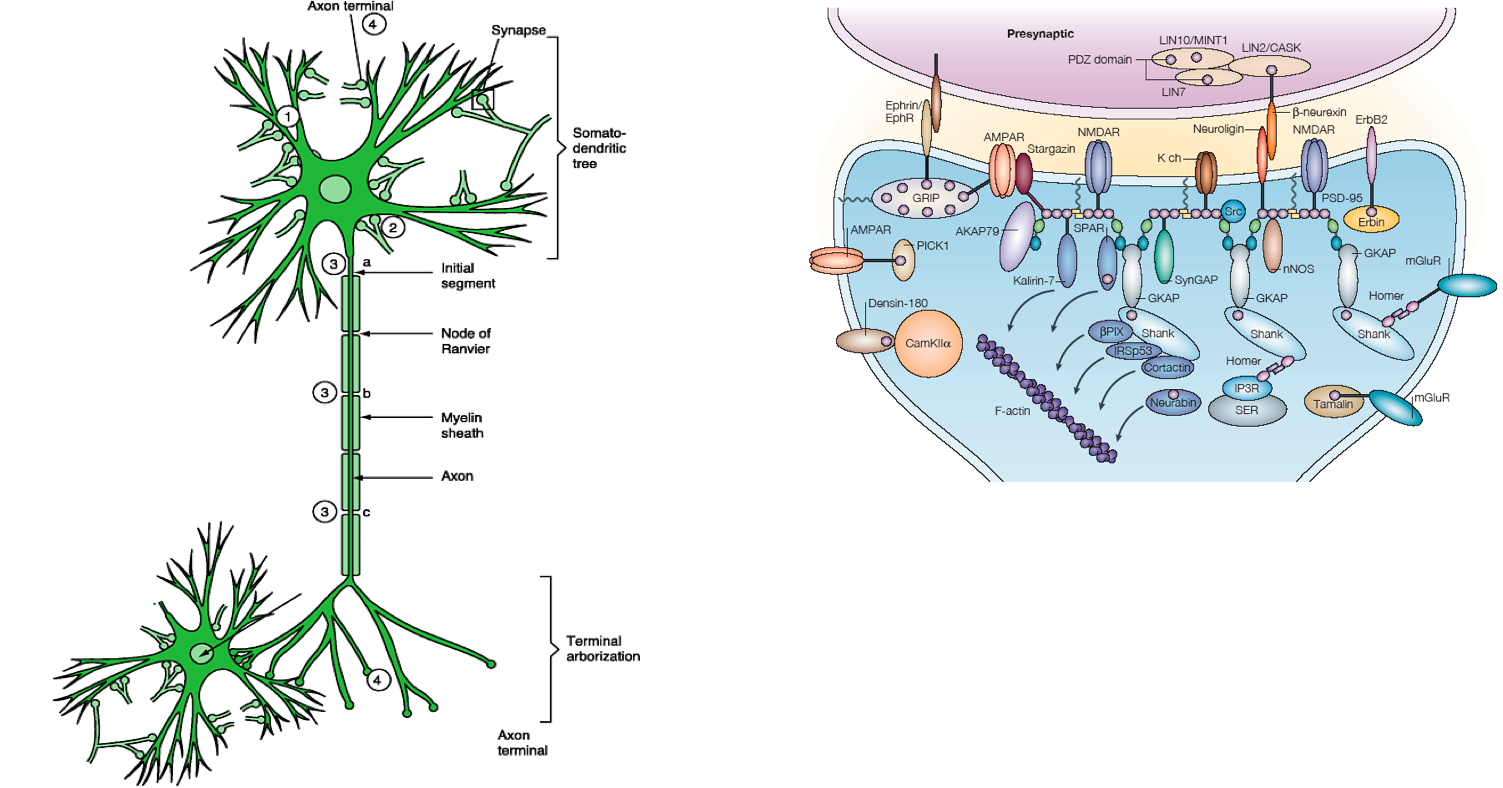 Axon terminal
4
Synapse
1
Somato-
dendritic
tree
2
3
a
Initial
segment
Node of
Ranvier
3
b
Myelin
sheath
Axon
3
c
Terminal
arborization
4
Axon
terminal
Presynaptic
LIN10/MINT1
LIN2/CASK
PDZ domain
LIN7
Ephrin/
EphR
AMPAR
Stargazin
NMDAR
K ch
Neuroligin
β-neurexin
NMDAR
ErbB2
GRIP
Src
PSD-95
Erbin
AKAP79
SPAR
AMPAR
PICK1
Kalirin-7
SynGAP
nNOS
GKAP
mGluR
GKAP
GKAP
Homer
Densin-180
CamKIIα
βPIX
Shank
Shank
Shank
IRSp53
Cortactin
Homer
IP3R
SER
F-actin
Neurabin
Tamalin
mGluR